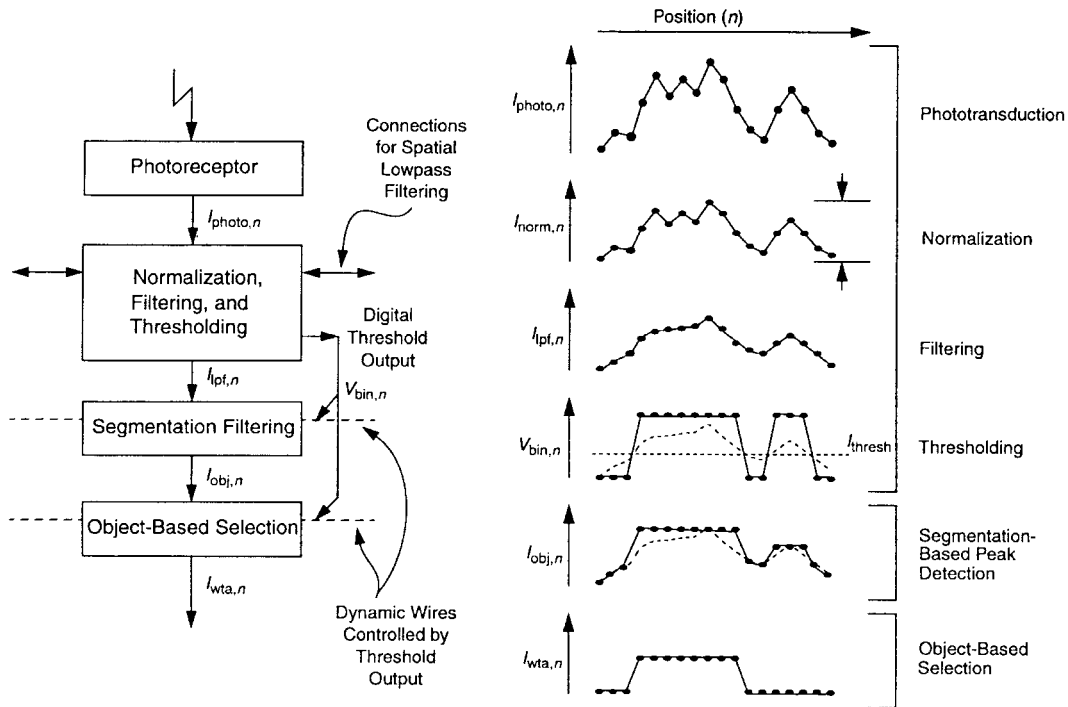 Photoreceptor
I_photo,n
Connections
for Spatial
Lowpass
Filtering
Normalization,
Filtering, and
Thresholding
Digital
Threshold
Output
I_lpf,n
V_bin,n
Segmentation Filtering
I_obj,n
Object-Based Selection
I_wta,n
Dynamic Wires
Controlled by
Threshold
Output
Position (n)
I_photo,n
Phototransduction
I_norm,n
Normalization
I_lpf,n
Filtering
V_bin,n
I_thresh
Thresholding
I_obj,n
Segmentation-
Based Peak
Detection
I_wta,n
Object-Based
Selection